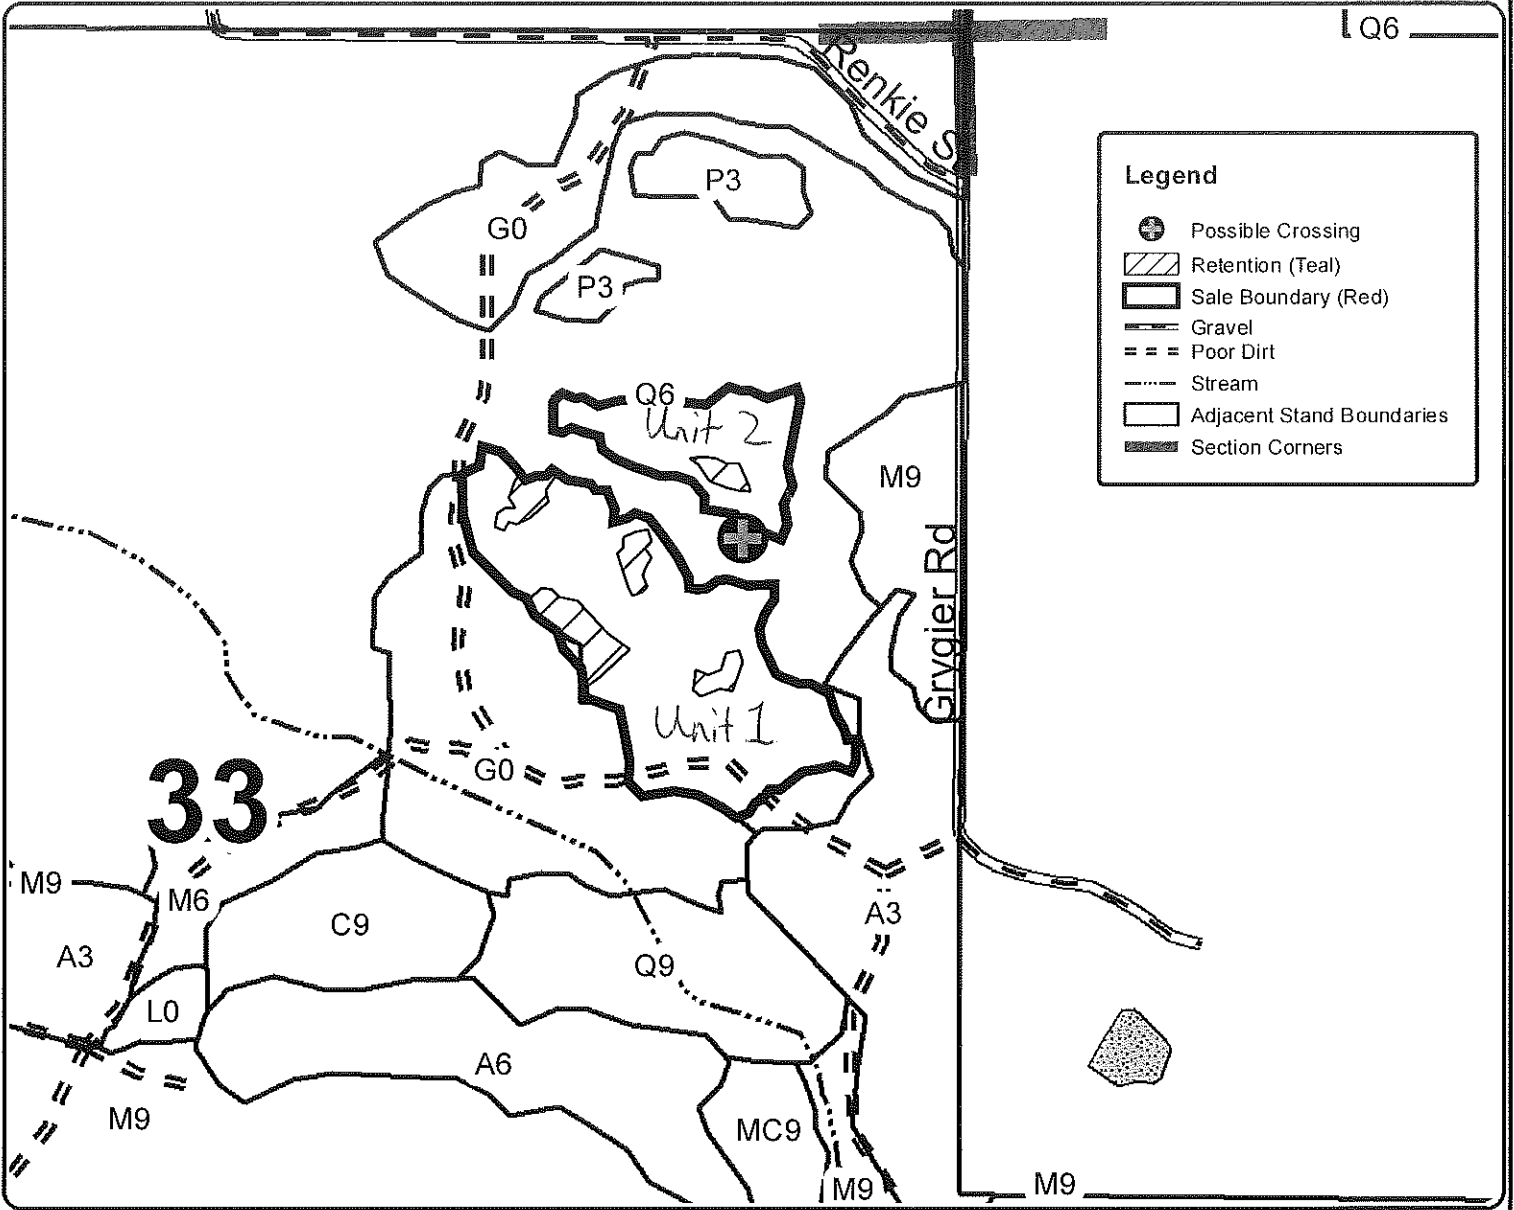 Q6
Renkie S
Legend
Possible Crossing
Retention (Teal)
Sale Boundary (Red)
Gravel
Poor Dirt
Stream
Adjacent Stand Boundaries
Section Corners
P3
G0
P3
Q6
Unit 2
M9
Grygier Rd
Unit 1
G0
33
M9
M6
C9
A3
A3
Q9
L0
A6
M9
MC9
M9
M9